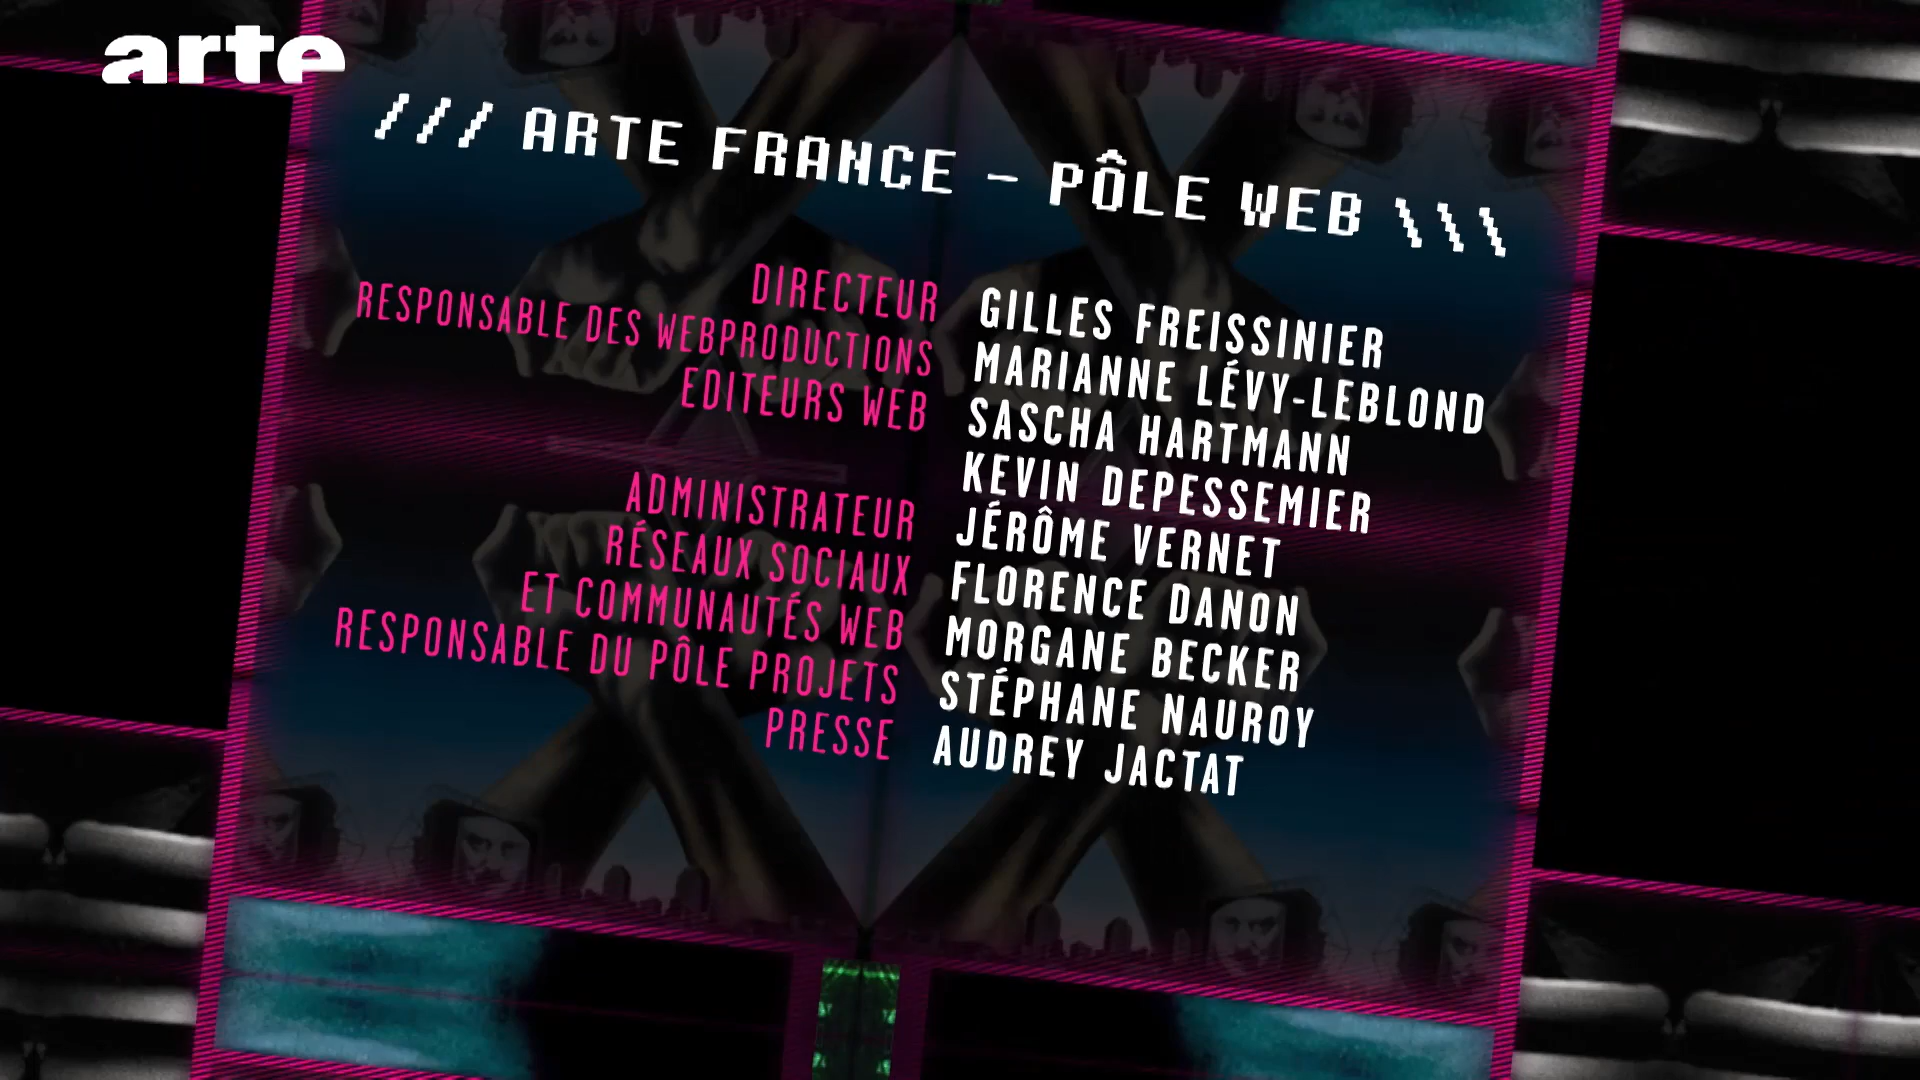 arte
/// ARTE FRANCE - PÔLE WEB \\\
DIRECTEUR GILLES FREISSINIER
RESPONSABLE DES WEBPRODUCTIONS MARIANNE LÉVY-LEBLOND
EDITEURS WEB SASCHA HARTMANN
KEVIN DEPESSEMIER
ADMINISTRATEUR JÉRÔME VERNET
RÉSEAUX SOCIAUX FLORENCE DANON
ET COMMUNAUTÉS WEB MORGANE BECKER
RESPONSABLE DU PÔLE PROJETS STÉPHANE NAUROY
PRESSE AUDREY JACTAT